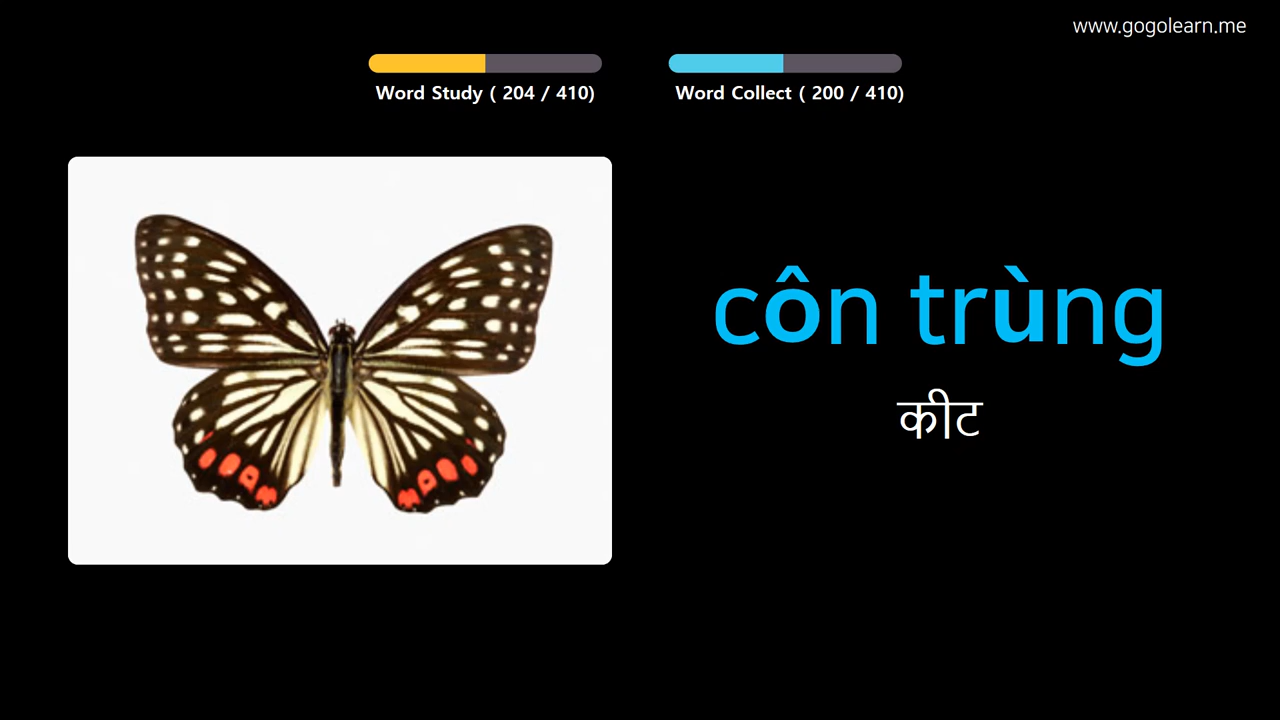 www.gogolearn.me
Word Study ( 204 / 410)
Word Collect ( 200 / 410)
côn trùng
कीट